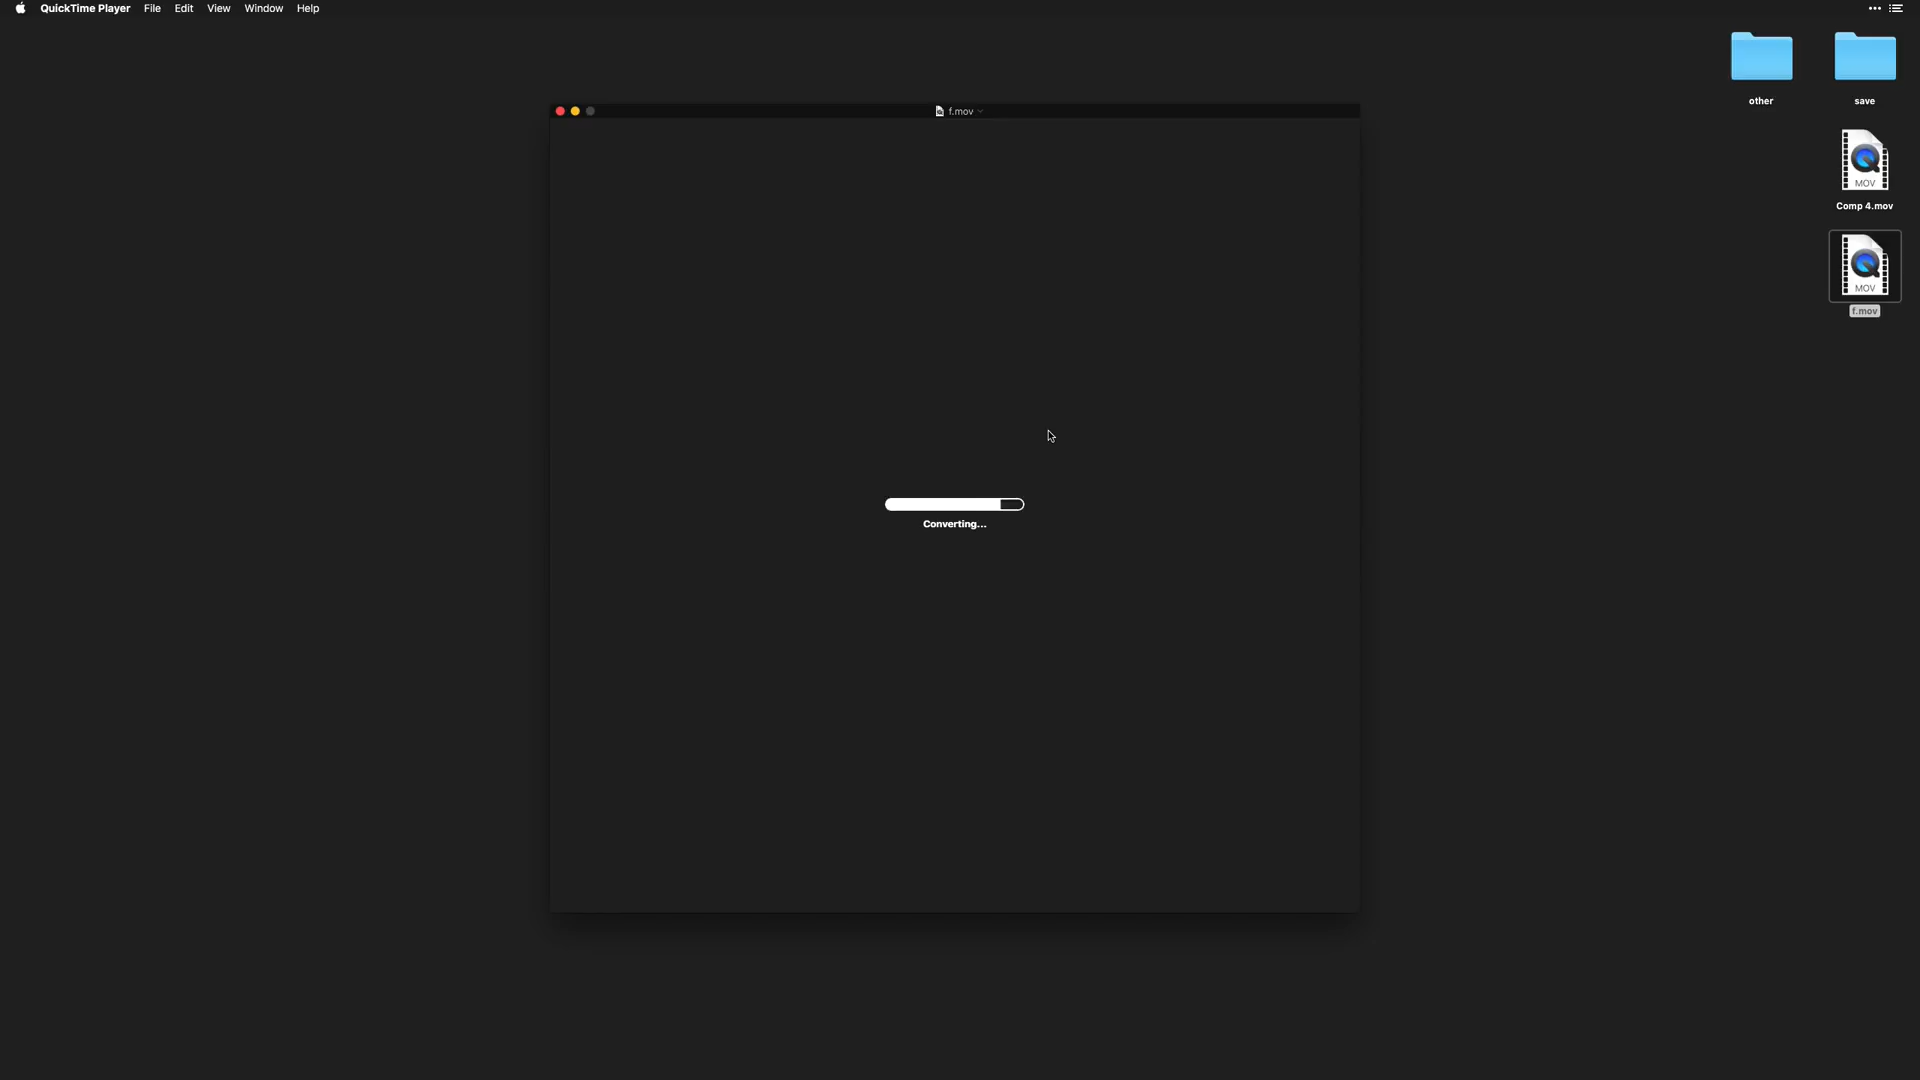 QuickTime Player File Edit View Window Help
other
save
f.mov
MOV
Comp 4.mov
MOV
f.mov
Converting...